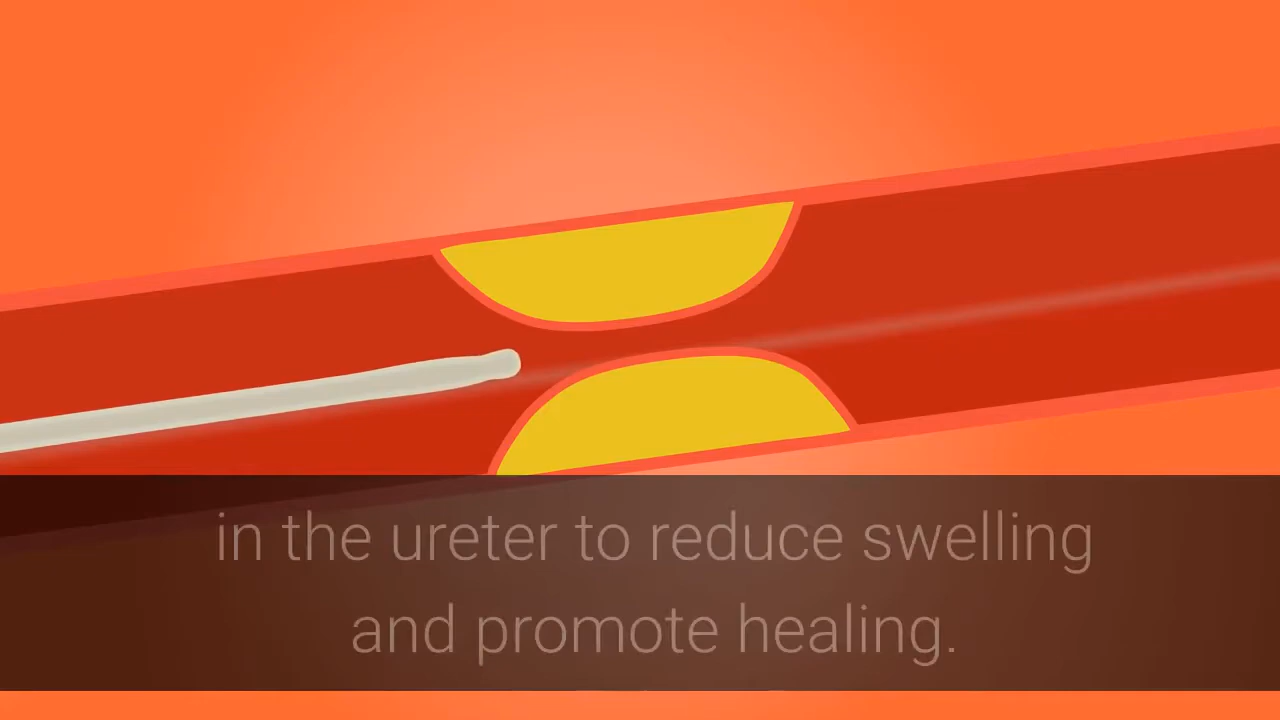 in the ureter to reduce swelling
and promote healing.